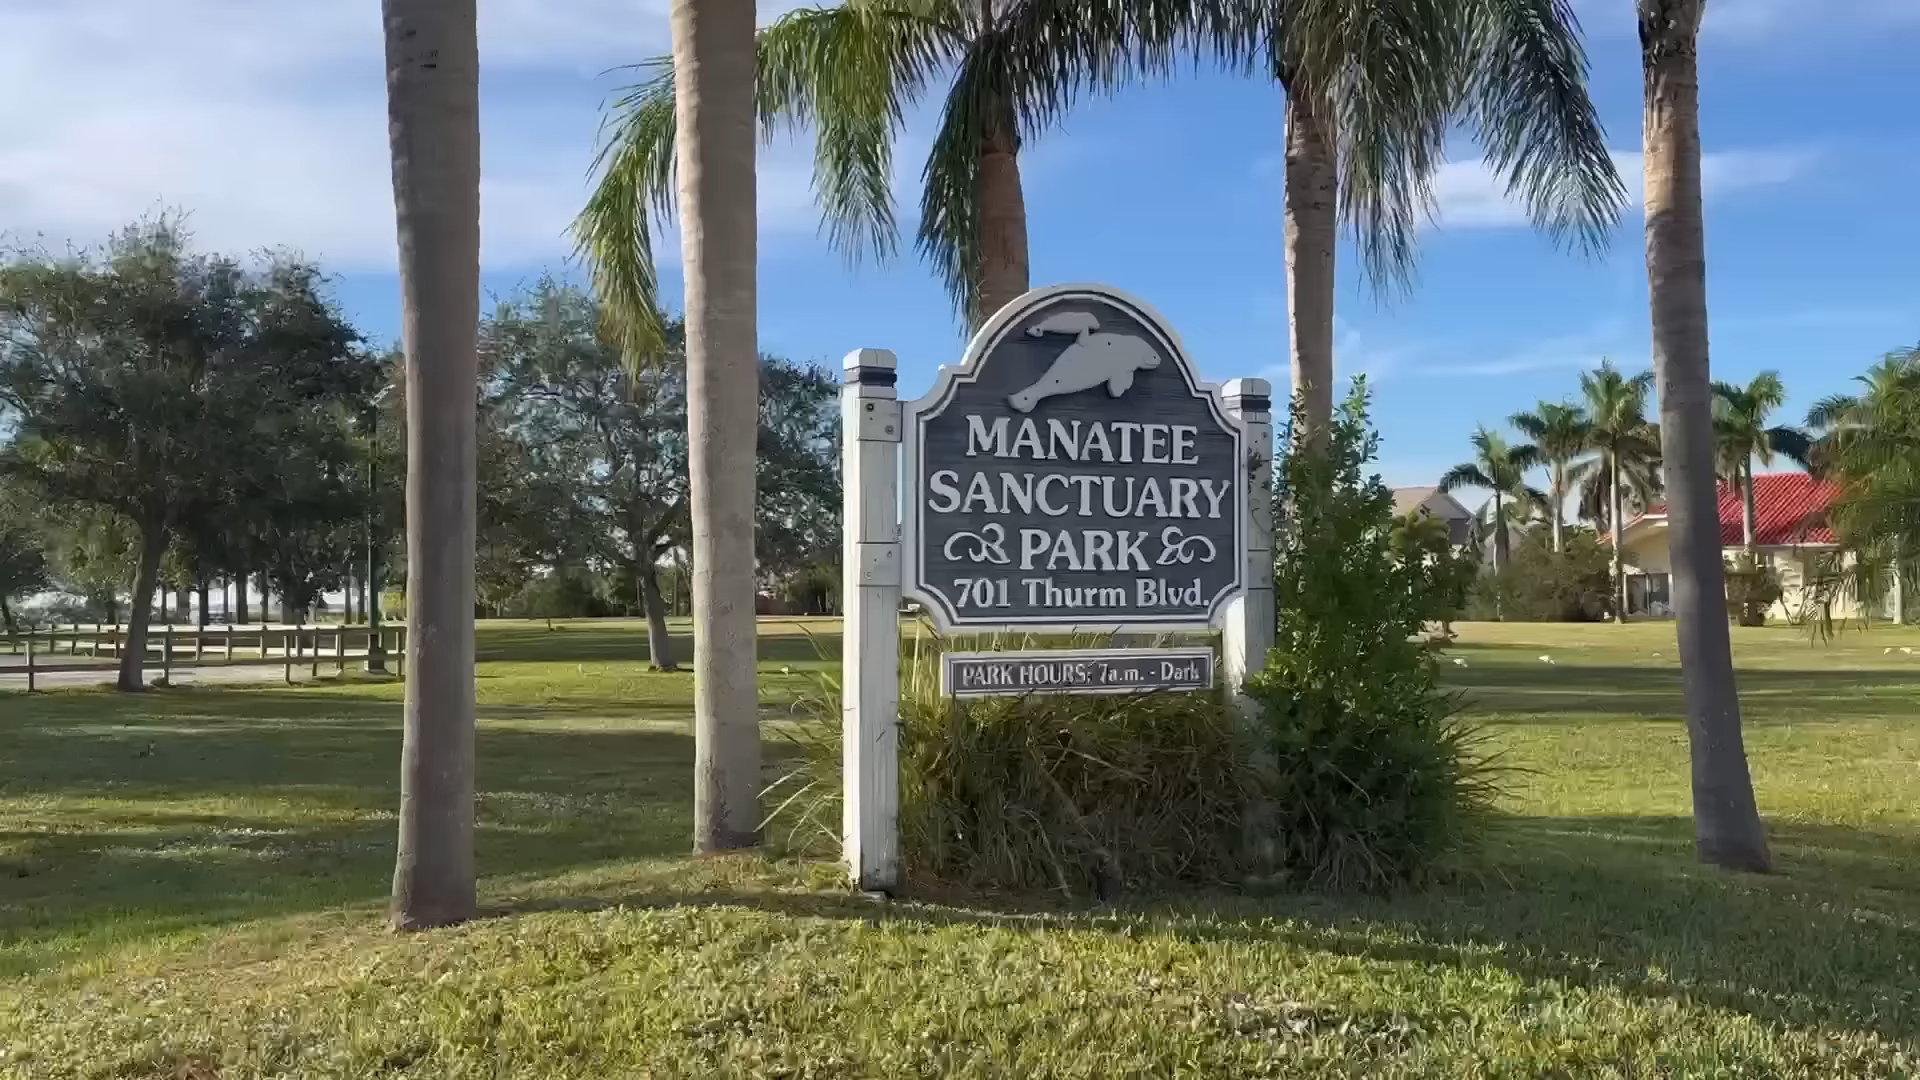 MANATEE
SANCTUARY
PARK
701 Thurm Blvd.
PARK HOURS: 7a.m. - Dark